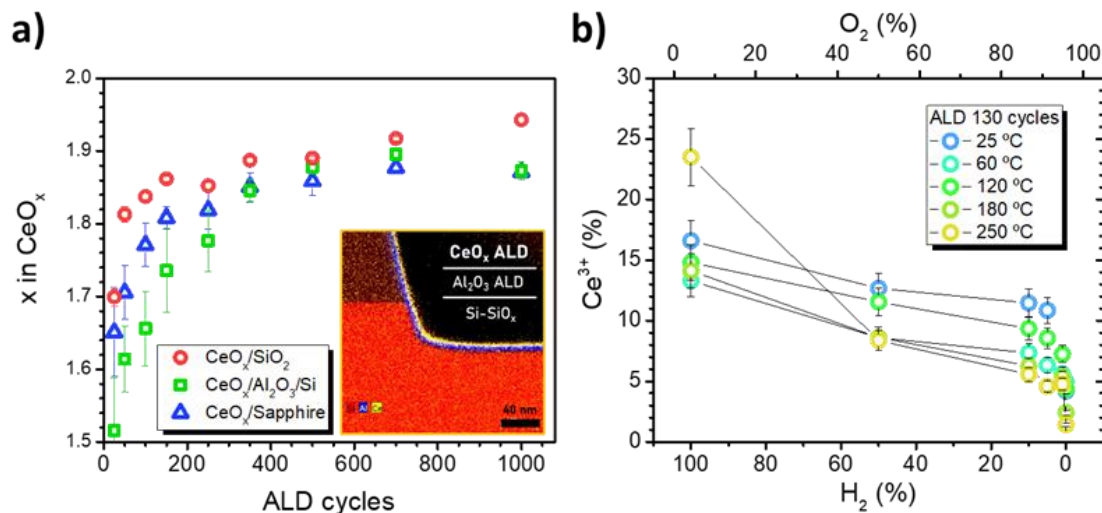 a)
x in CeOₓ
2.0
1.9
1.8
1.7
1.6
1.5
0
200
400
600
800
1000
ALD cycles
CeOₓ/SiO₂
CeOₓ/Al₂O₃/Si
CeOₓ/Sapphire
CeOₓ ALD
Al₂O₃ ALD
Si-SiOₓ
Al
40 nm
b)
O₂ (%)
0
20
40
60
80
100
Ce³⁺ (%)
30
25
20
15
10
5
0
ALD 130 cycles
25 ºC
60 ºC
120 ºC
180 ºC
250 ºC
100
80
60
40
20
0
H₂ (%)